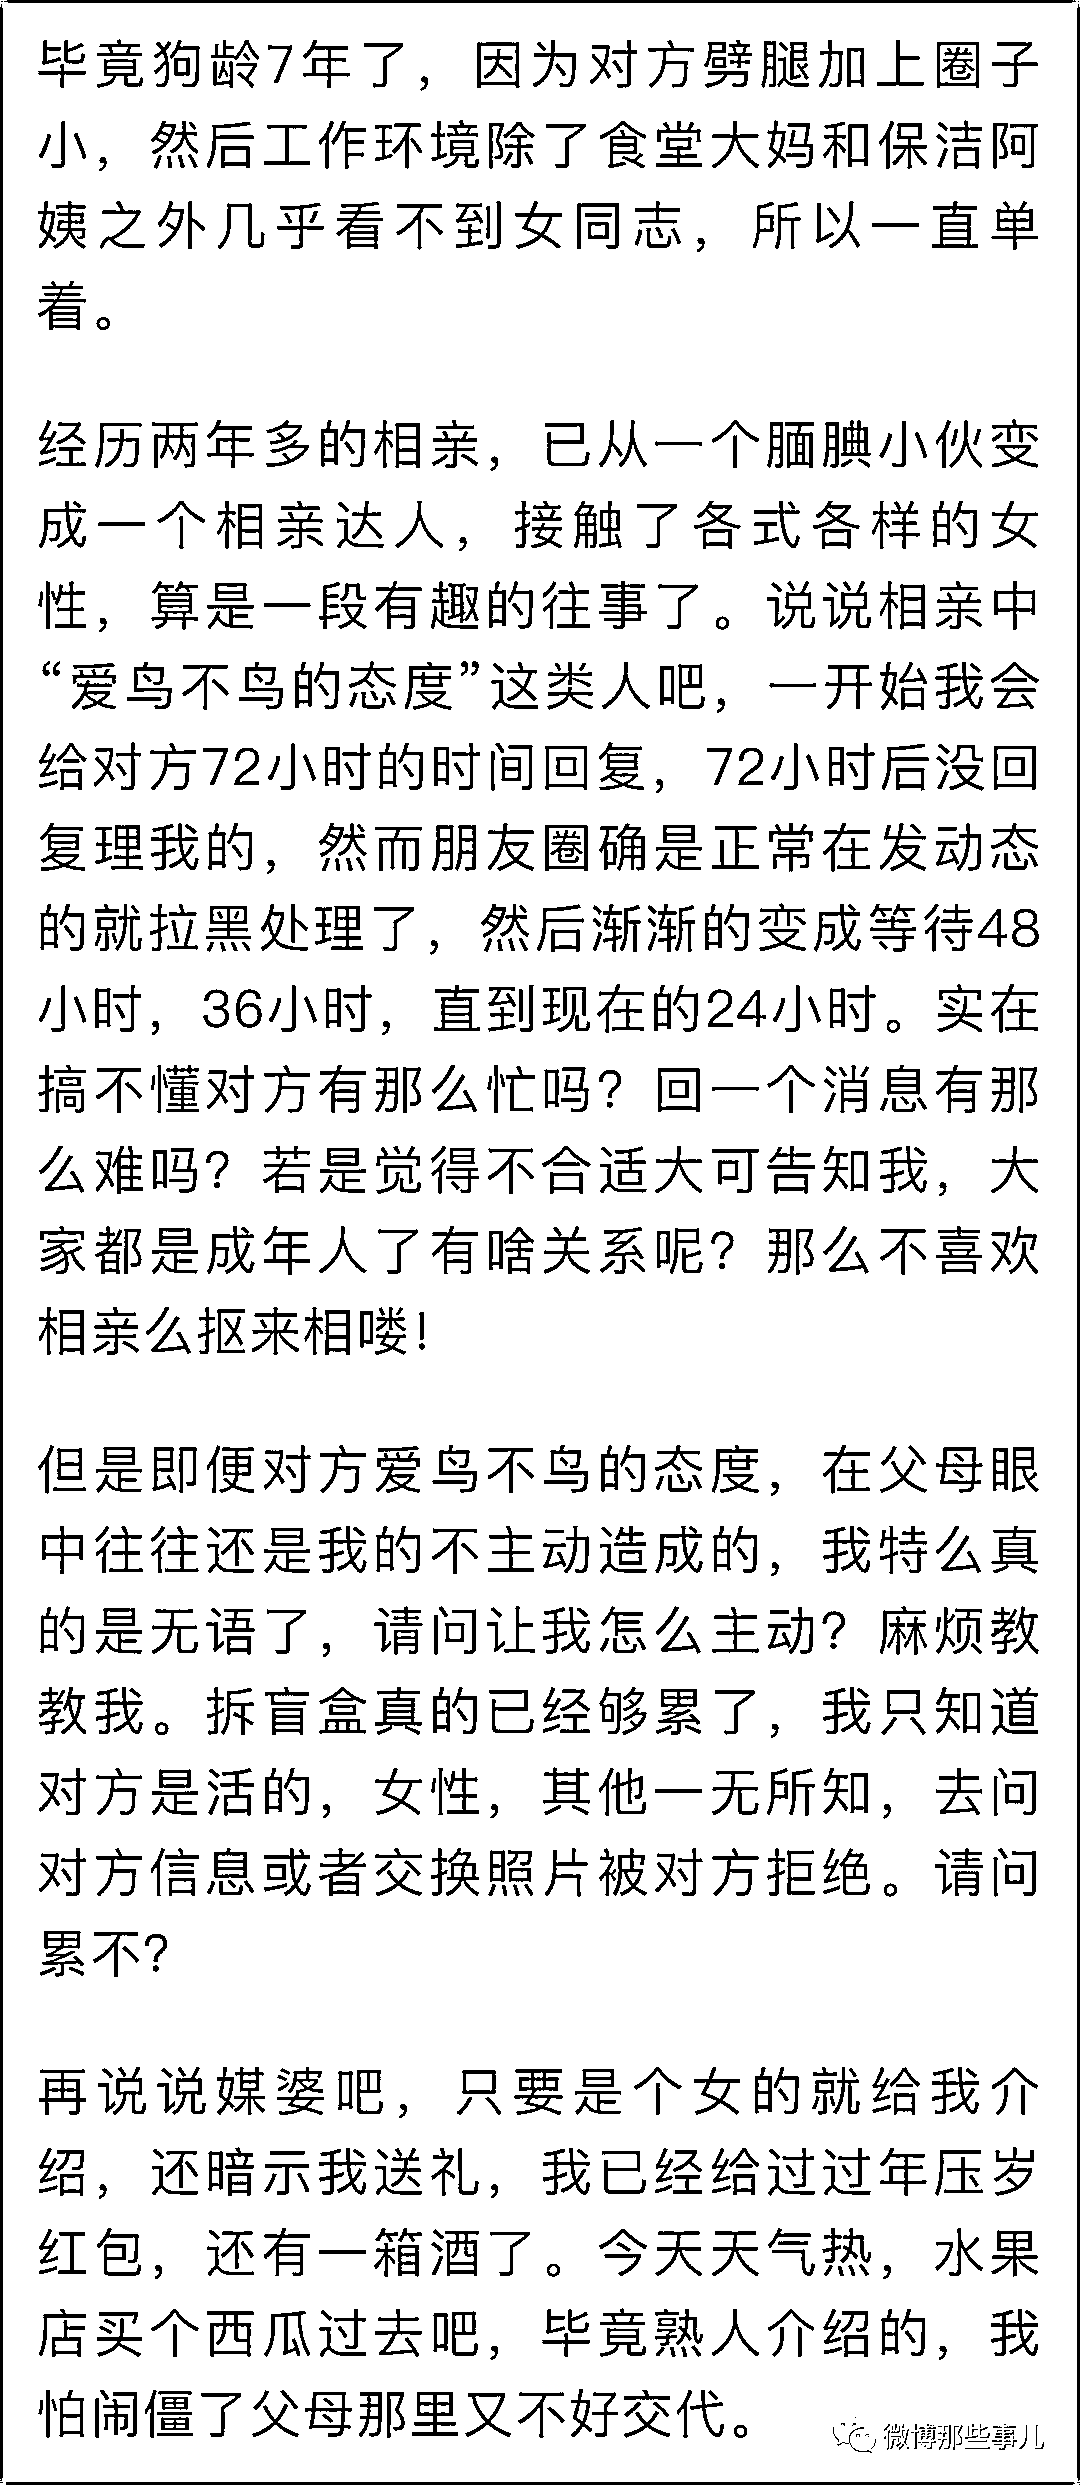 毕竟狗龄7年了，因为对方劈腿加上圈子
小，然后工作环境除了食堂大妈和保洁阿
姨之外几乎看不到女同志，所以一直单
着。
经历两年多的相亲，已从一个腼腆小伙变
成一个相亲达人，接触了各式各样的女
性，算是一段有趣的往事了。说说相亲中
“爱鸟不鸟的态度”这类人吧，一开始我会
给对方72小时的时间回复，72小时后没回
复理我的，然而朋友圈确是正常在发动态
的就拉黑处理了，然后渐渐的变成等待48
小时，36小时，直到现在的24小时。实在
搞不懂对方有那么忙吗？回一个消息有那
么难吗？若是觉得不合适大可告知我，大
家都是成年人了有啥关系呢？那么不喜欢
相亲么抠来相喽！
但是即便对方爱鸟不鸟的态度，在父母眼
中往往还是我的不主动造成的，我特么真
的是无语了，请问让我怎么主动？麻烦教
教我。拆盲盒真的已经够累了，我只知道
对方是活的，女性，其他一无所知，去问
对方信息或者交换照片被对方拒绝。请问
累不？
再说说媒婆吧，只要是个女的就给我介
绍，还暗示我送礼，我已经给过过年压岁
红包，还有一箱酒了。今天天气热，水果
店买个西瓜过去吧，毕竟熟人介绍的，我
怕闹僵了父母那里又不好交代。
微博那些事儿